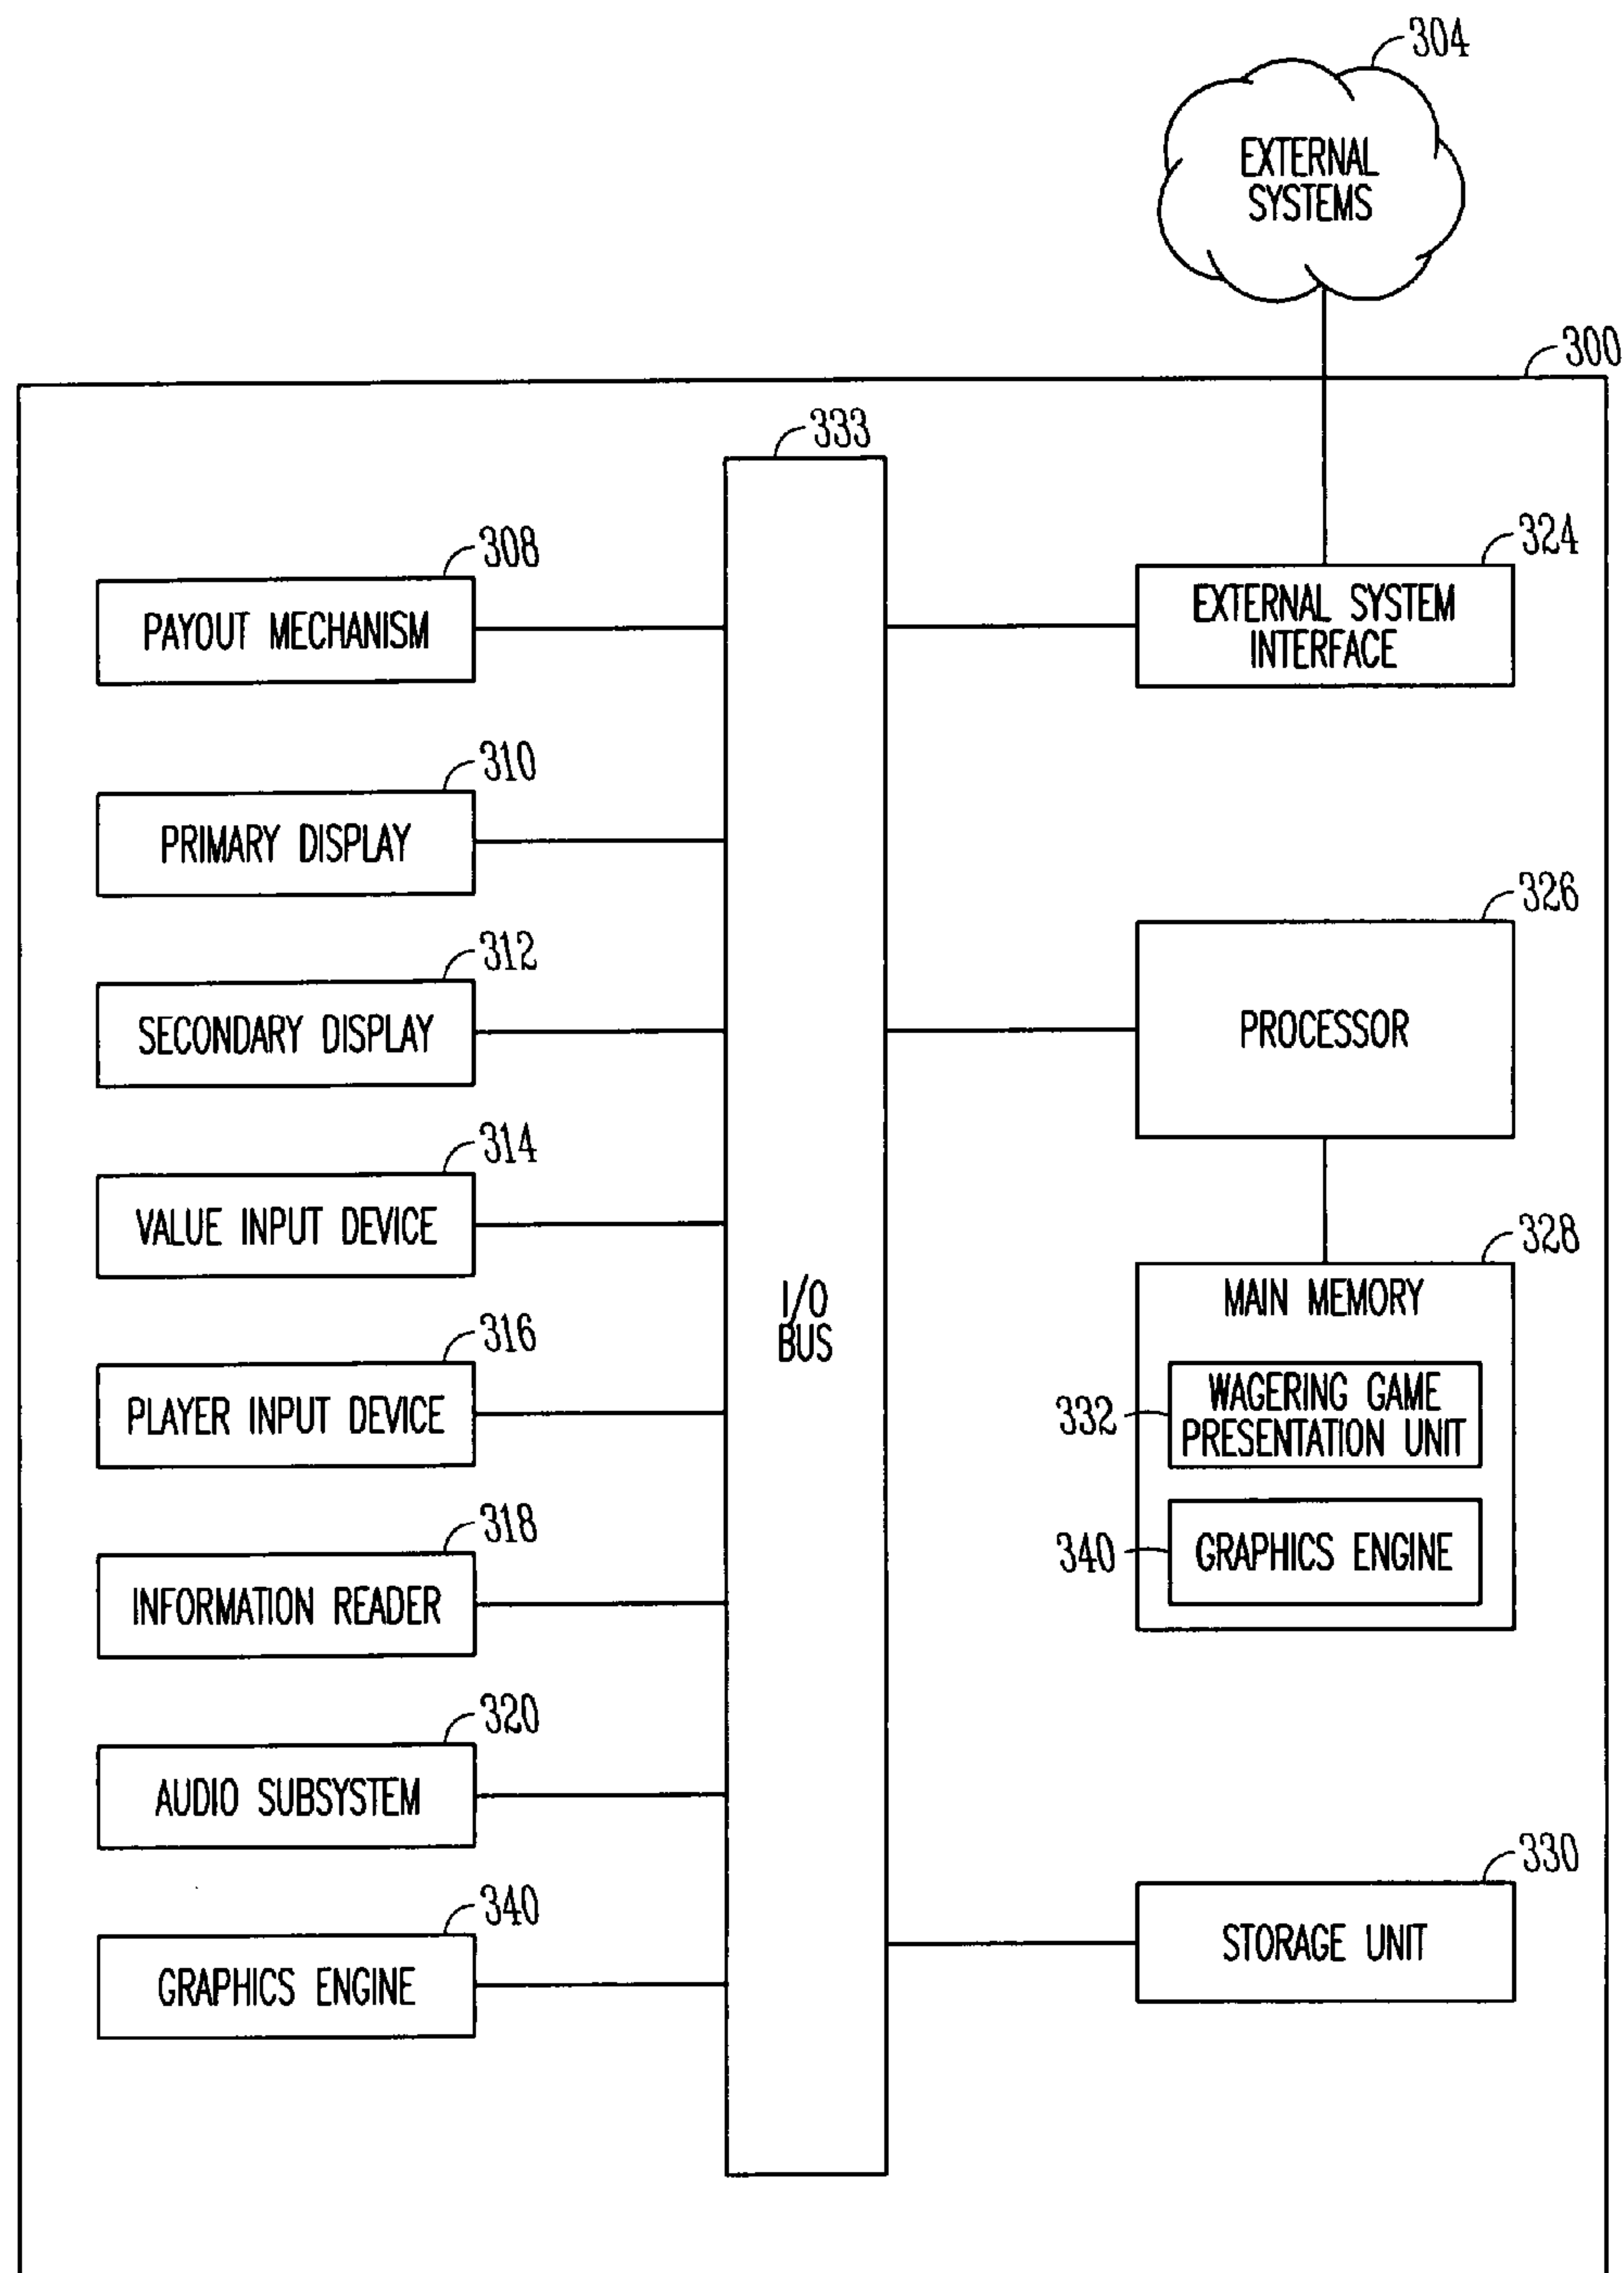 304
EXTERNAL
SYSTEMS
300
333
308
PAYOUT MECHANISM
310
PRIMARY DISPLAY
312
SECONDARY DISPLAY
314
VALUE INPUT DEVICE
316
PLAYER INPUT DEVICE
318
INFORMATION READER
320
AUDIO SUBSYSTEM
340
GRAPHICS ENGINE
I/O
BUS
324
EXTERNAL SYSTEM
INTERFACE
326
PROCESSOR
328
MAIN MEMORY
332
WAGERING GAME
PRESENTATION UNIT
340
GRAPHICS ENGINE
330
STORAGE UNIT